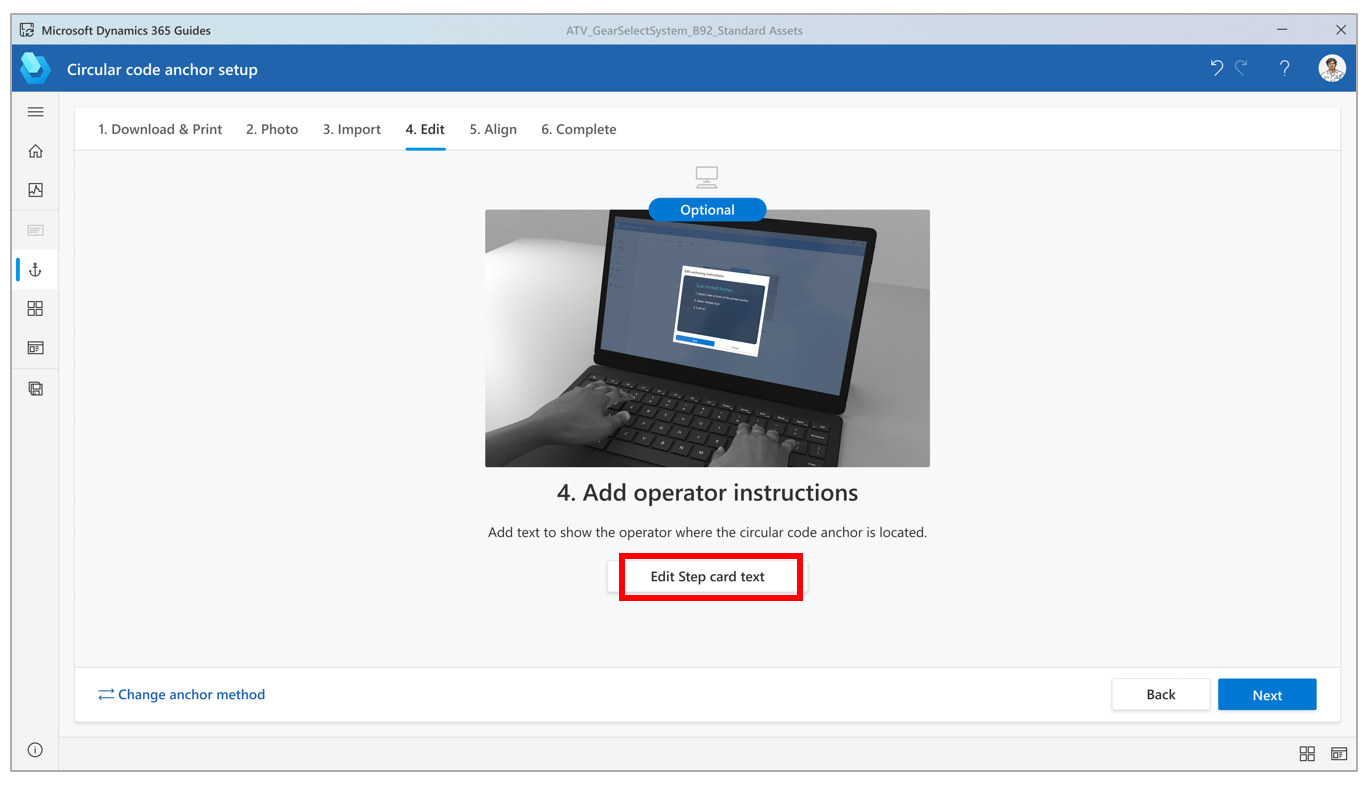 Microsoft Dynamics 365 Guides
ATV_GearSelectSystem_B92_Standard Assets
Circular code anchor setup
1. Download & Print
2. Photo
3. Import
4. Edit
5. Align
6. Complete
Optional
4. Add operator instructions
Add text to show the operator where the circular code anchor is located.
Edit Step card text
Change anchor method
Back
Next